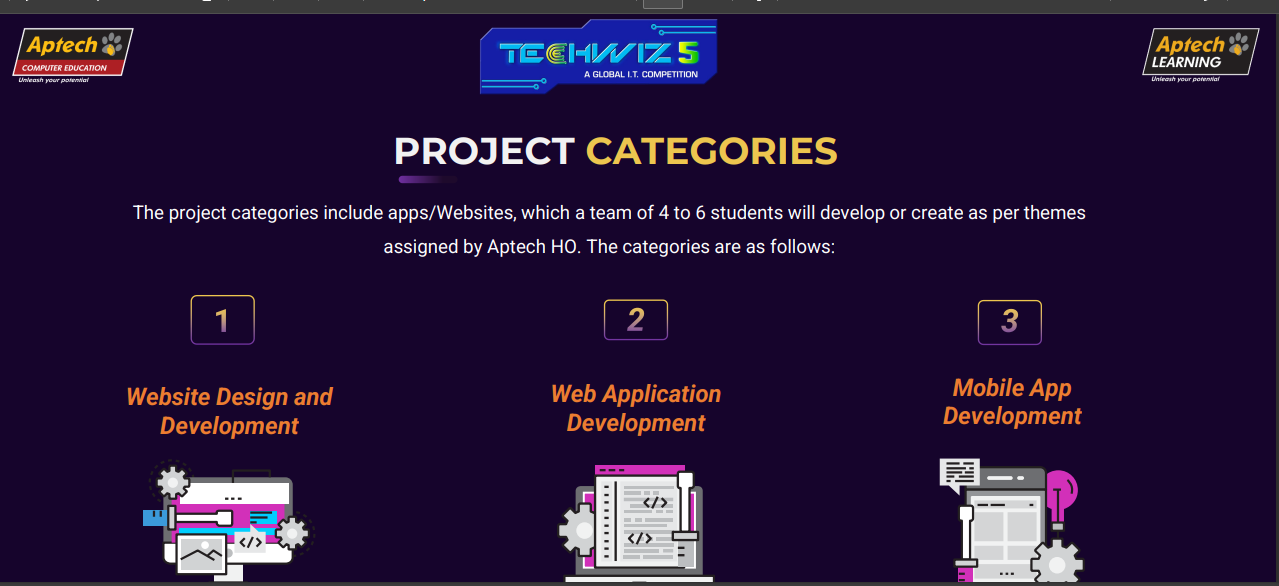 Aptech
COMPUTER EDUCATION
Unleash your potential
TECHWIZ 5
A GLOBAL I.T. COMPETITION
Aptech
LEARNING
Unleash your potential
PROJECT CATEGORIES
The project categories include apps/Websites, which a team of 4 to 6 students will develop or create as per themes
assigned by Aptech HO. The categories are as follows:
1
2
3
Website Design and
Development
Web Application
Development
Mobile App
Development